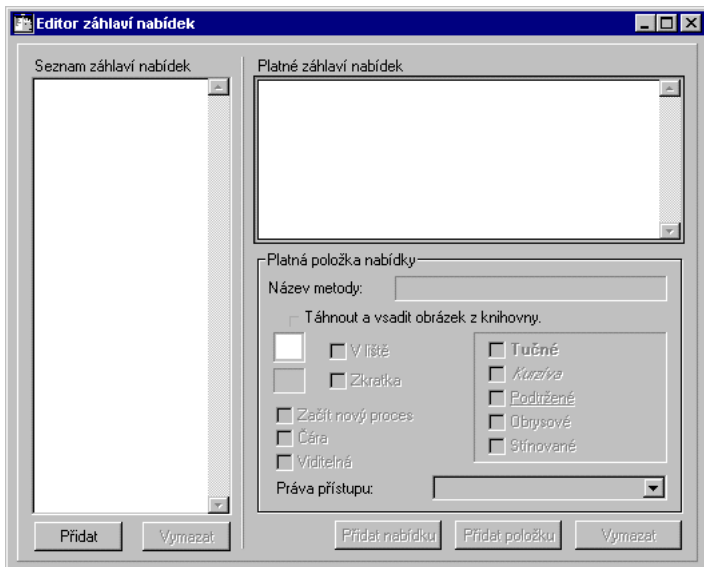 Editor záhlaví nabídek
Seznam záhlaví nabídek
Platné záhlaví nabídek
Platná položka nabídky
Název metody:
Táhnout a vsadit obrázek z knihovny.
V liště
Zkratka
Tučné
Kurzíva
Podtržené
Obrysové
Stínované
Začít nový proces
Čára
Viditelná
Práva přístupu:
Přidat
Vymazat
Přidat nabídku
Přidat položku
Vymazat